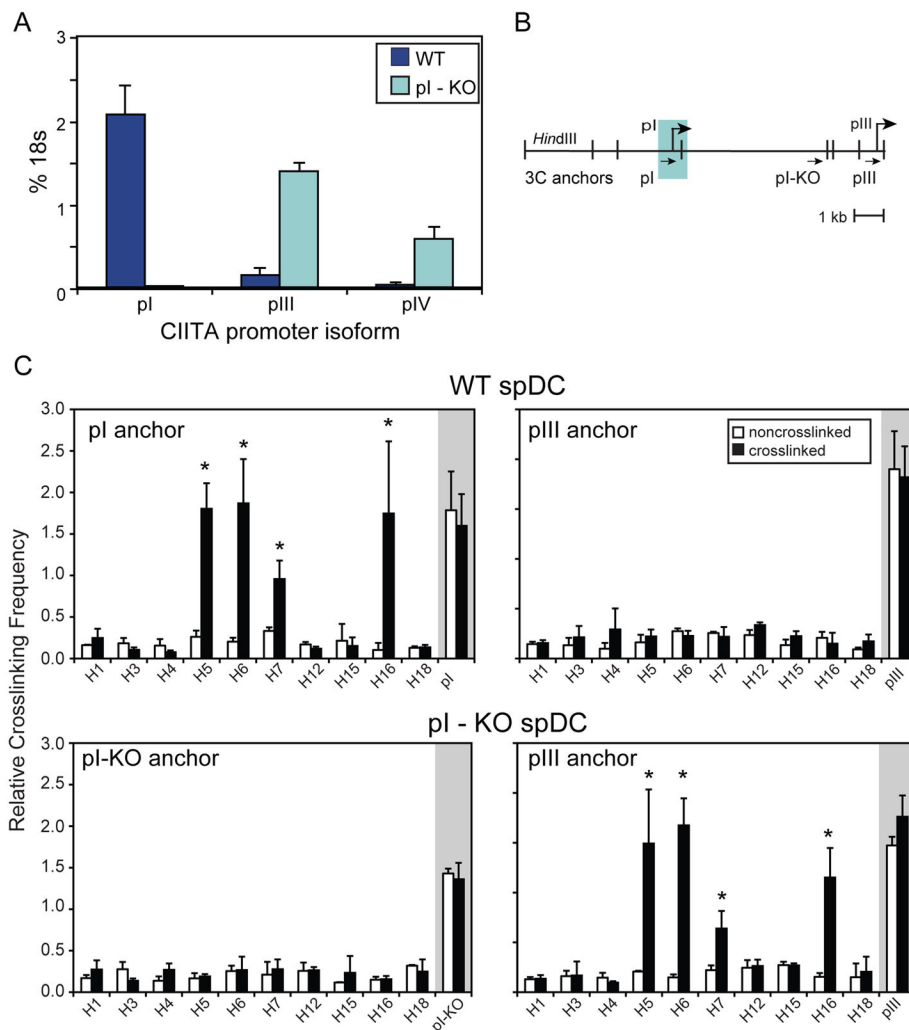 A
3
2
1
0
% 18s
WT
pI - KO
pI
pIII
pIV
CIITA promoter isoform
B
pI
pIII
HindIII
3C anchors
pI
pI-KO
pIII
1 kb
C
WT spDC
Relative Crosslinking Frequency
3.0
2.5
2.0
1.5
1.0
0.5
0.0
pI anchor
*
*
*
*
H1
H3
H4
H5
H6
H7
H12
H15
H16
H18
pI
pIII anchor
noncrosslinked
crosslinked
H1
H3
H4
H5
H6
H7
H12
H15
H16
H18
pIII
pI - KO spDC
3.0
2.5
2.0
1.5
1.0
0.5
0.0
pI-KO anchor
H1
H3
H4
H5
H6
H7
H12
H15
H16
H18
pI-KO
pIII anchor
*
*
*
*
H1
H3
H4
H5
H6
H7
H12
H15
H16
H18
pIII